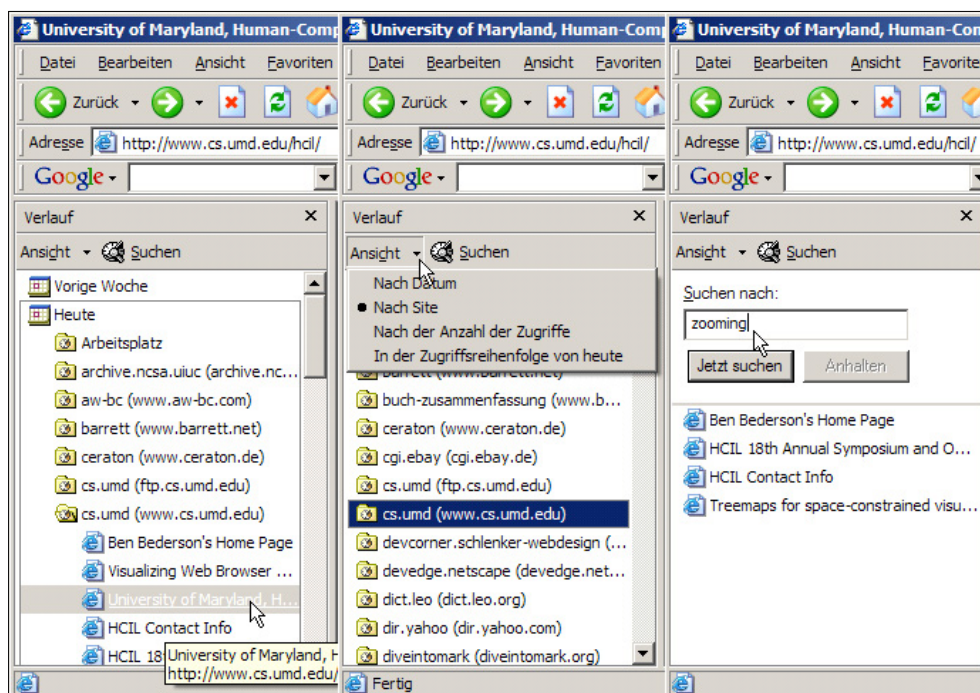 University of Maryland, Human-Comp
Datei Bearbeiten Ansicht Favoriten
Zurück
Adresse http://www.cs.umd.edu/hcil/
Google
Verlauf
Ansicht Suchen
Vorige Woche
Heute
Arbeitsplatz
archive.ncsa.uiuc (archive.nc...
aw-bc (www.aw-bc.com)
barrett (www.barrett.net)
ceraton (www.ceraton.de)
cs.umd (ftp.cs.umd.edu)
cs.umd (www.cs.umd.edu)
Ben Bederson's Home Page
Visualizing Web Browser ...
University of Maryland, H...
HCIL Contact Info
HCIL 18
University of Maryland, H
http://www.cs.umd.edu/
University of Maryland, Human-Comp
Datei Bearbeiten Ansicht Favoriten
Zurück
Adresse http://www.cs.umd.edu/hcil/
Google
Verlauf
Ansicht Suchen
Nach Datum
Nach Site
Nach der Anzahl der Zugriffe
In der Zugriffsreihenfolge von heute
barrett (www.barrett.net)
buch-zusammenfassung (www.b...
ceraton (www.ceraton.de)
cgi.ebay (cgi.ebay.de)
cs.umd (ftp.cs.umd.edu)
cs.umd (www.cs.umd.edu)
devcorner.schlenker-webdesign (...
devedge.netscape (devedge.net...
dict.leo (dict.leo.org)
dir.yahoo (dir.yahoo.com)
diveintomark (diveintomark.org)
Fertig
University of Maryland, Human-Con
Datei Bearbeiten Ansicht Favorite
Zurück
Adresse http://www.cs.umd.edu/hcil/
Google
Verlauf
Ansicht Suchen
Suchen nach:
zooming
Jetzt suchen Anhalten
Ben Bederson's Home Page
HCIL 18th Annual Symposium and O...
HCIL Contact Info
Treemaps for space-constrained visu...